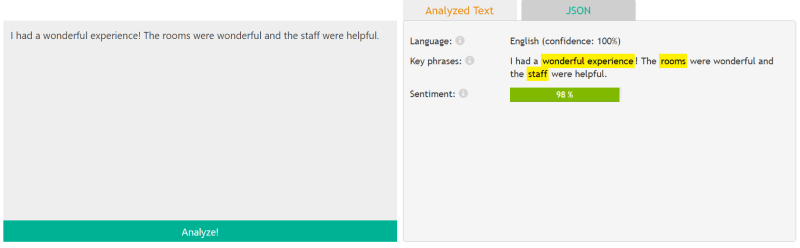 Analyzed Text
JSON
I had a wonderful experience! The rooms were wonderful and the staff were helpful.
Analyze!
Language:
English (confidence: 100%)
Key phrases:
I had a wonderful experience! The rooms were wonderful and
the staff were helpful.
Sentiment:
98 %